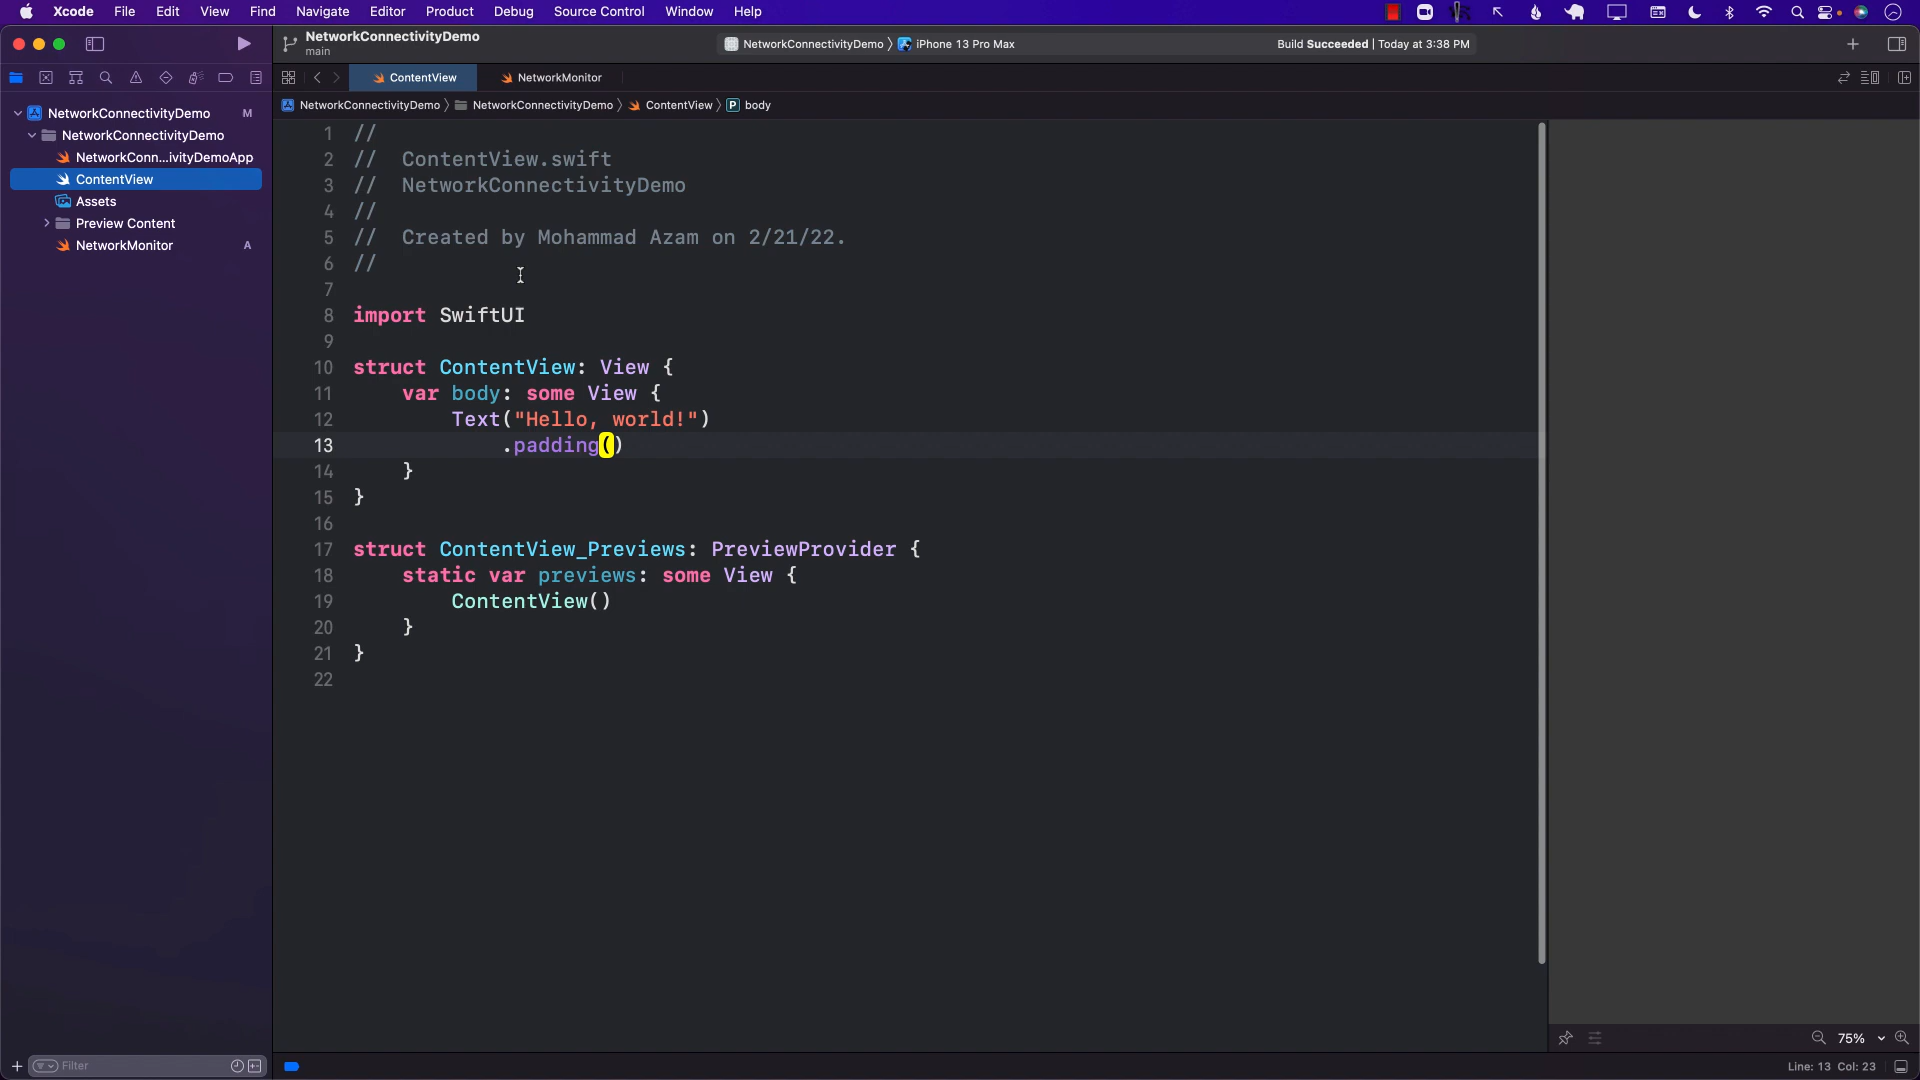 Xcode File Edit View Find Navigate Editor Product Debug Source Control Window Help
NetworkConnectivityDemo
main
NetworkConnectivityDemo 〉 iPhone 13 Pro Max
Build Succeeded | Today at 3:38 PM
ContentView
NetworkMonitor
NetworkConnectivityDemo 〉 NetworkConnectivityDemo 〉 ContentView 〉 P body
NetworkConnectivityDemo M
NetworkConnectivityDemo
NetworkConn...ivityDemoApp
ContentView
Assets
Preview Content
NetworkMonitor A
1 //
2 //  ContentView.swift
3 //  NetworkConnectivityDemo
4 //
5 //  Created by Mohammad Azam on 2/21/22.
6 //
7
8 import SwiftUI
9
10 struct ContentView: View {
11     var body: some View {
12         Text("Hello, world!")
13             .padding()
14     }
15 }
16
17 struct ContentView_Previews: PreviewProvider {
18     static var previews: some View {
19         ContentView()
20     }
21 }
22
75%
Filter
Line: 13 Col: 23